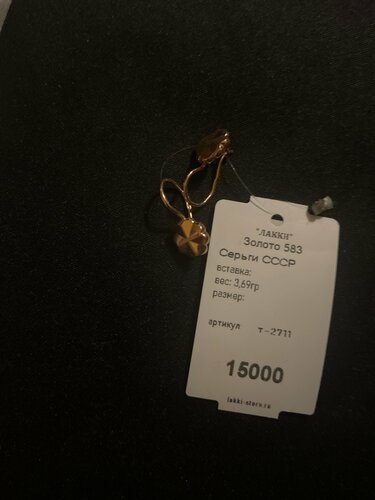 "ЛАККИ"
Золото 583
Серьги СССР
вставка:
вес: 3,69гр
размер:
артикул т-2711
15000
lakki-store.ru